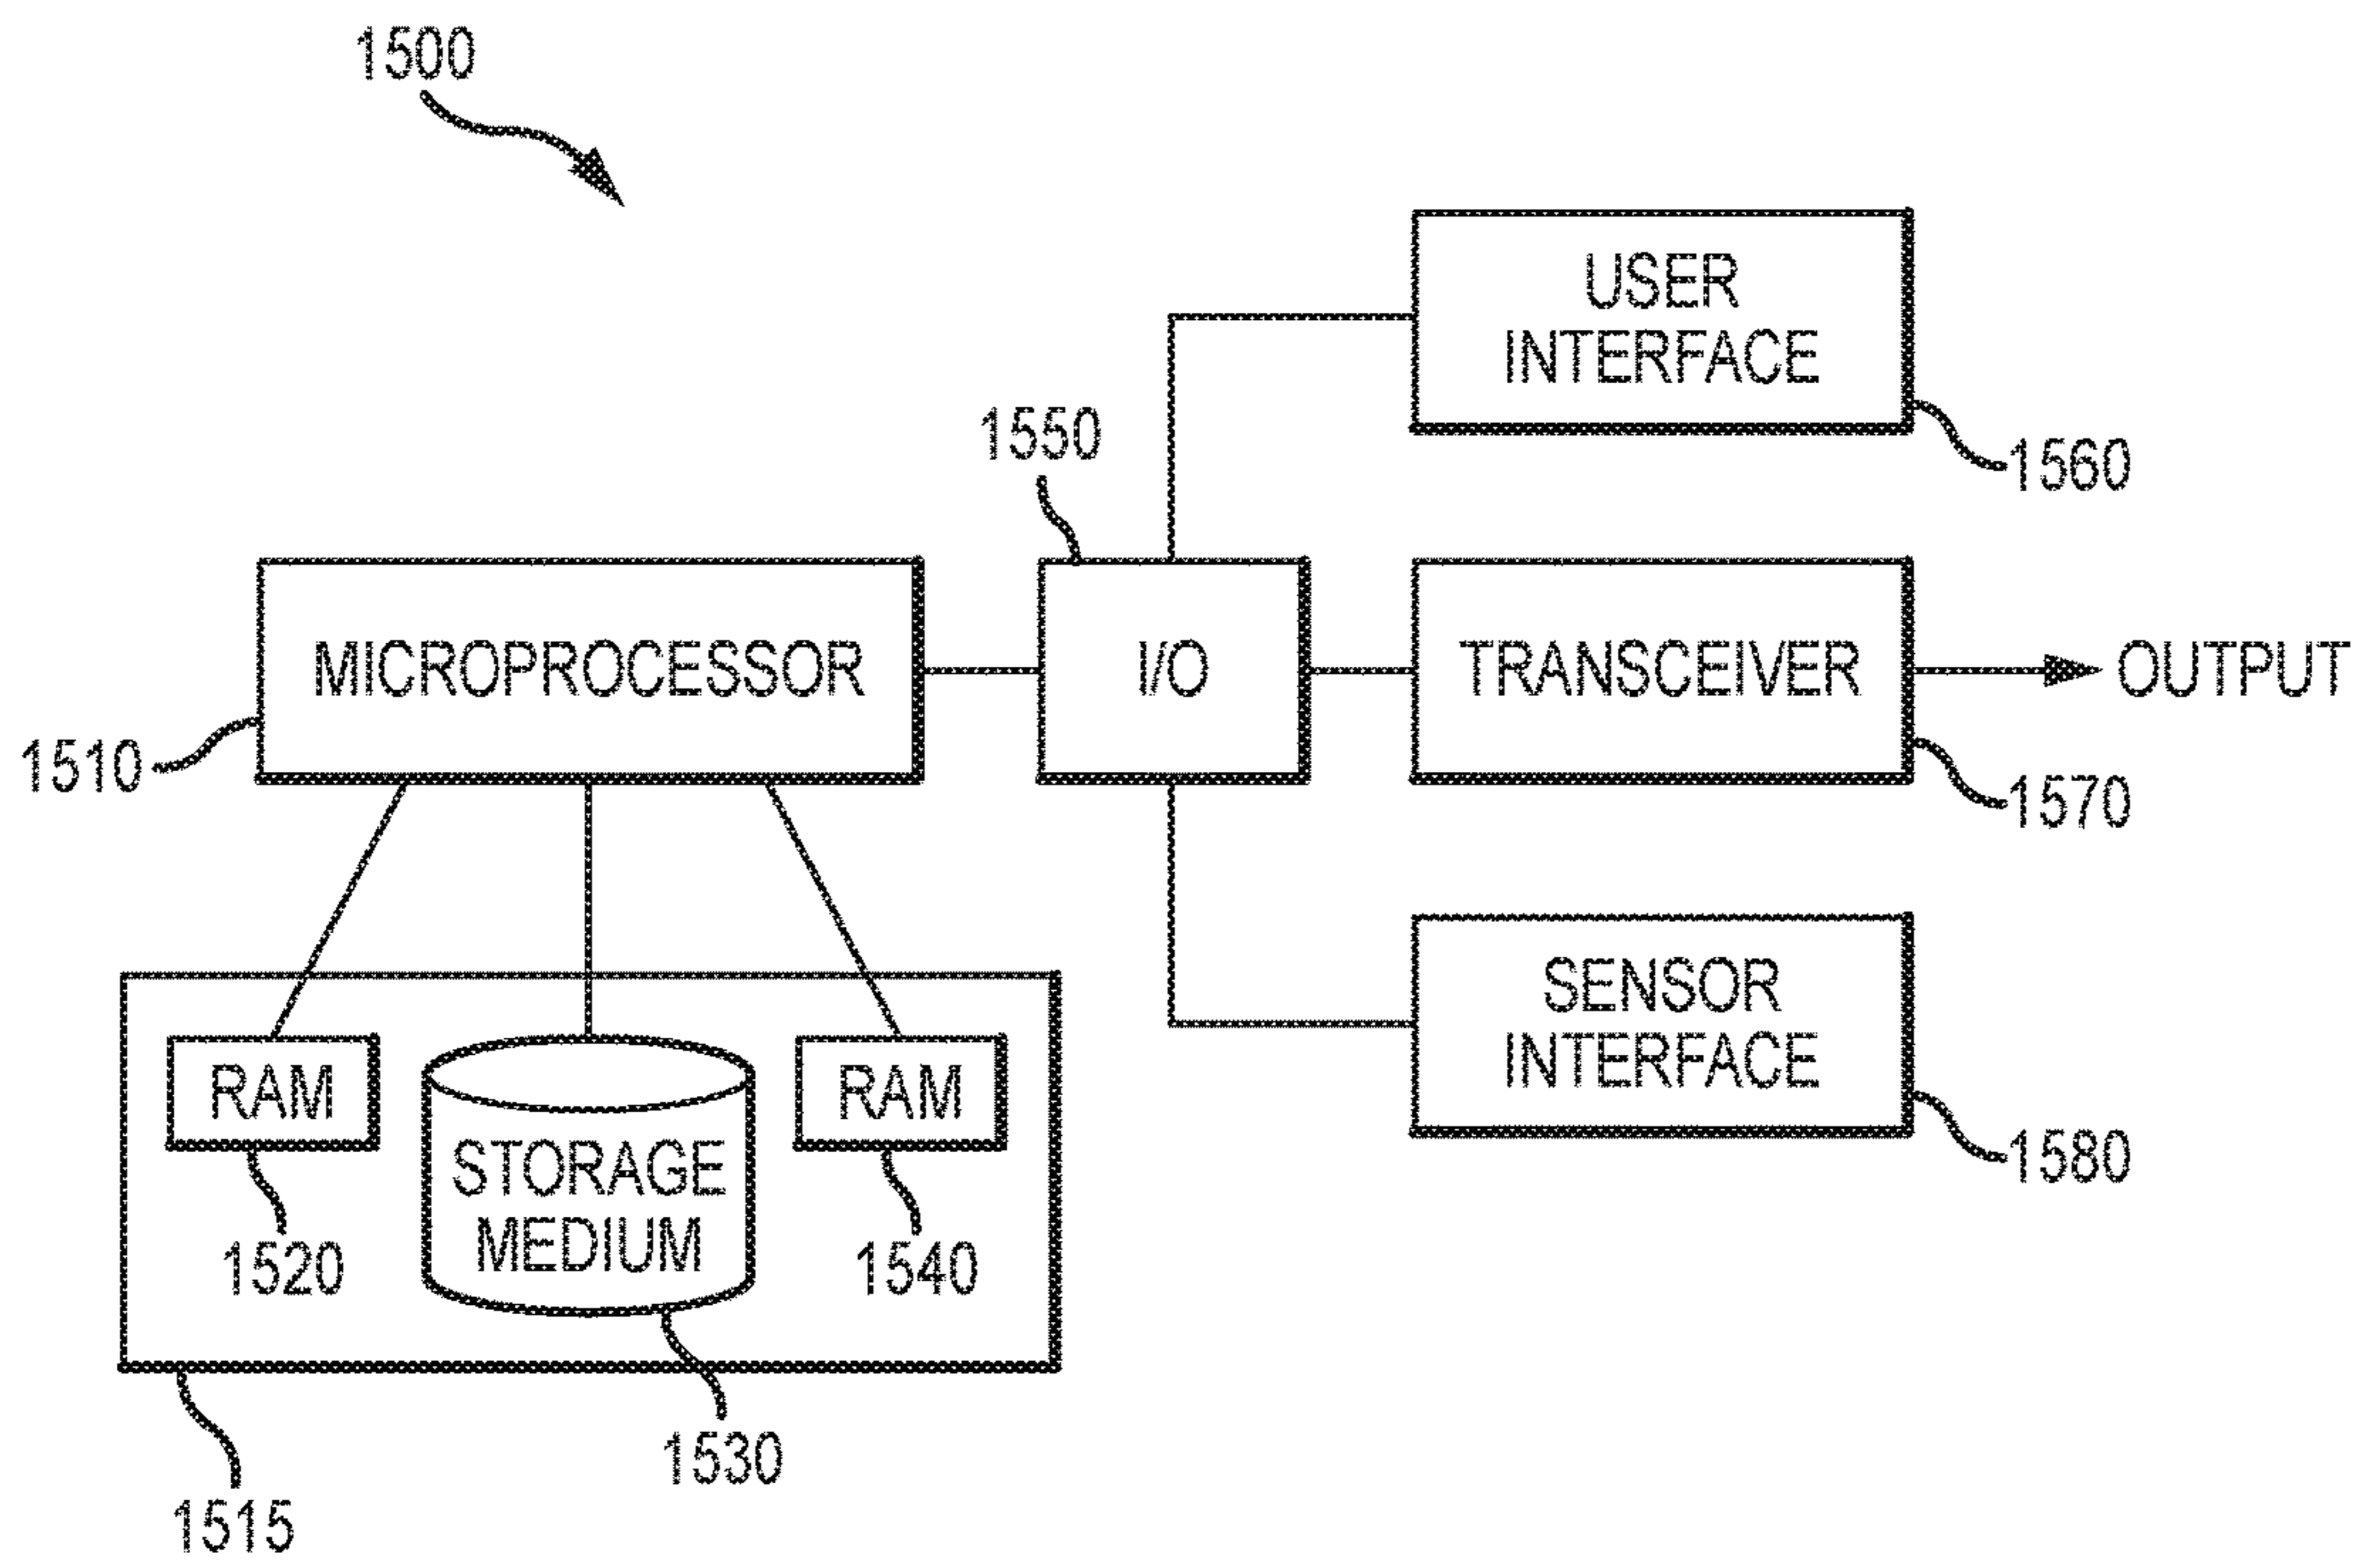 1500
USER
INTERFACE
1560
1550
MICROPROCESSOR
I/O
TRANSCEIVER
OUTPUT
1510
1570
SENSOR
INTERFACE
1580
RAM
STORAGE
MEDIUM
RAM
1520
1540
1530
1515